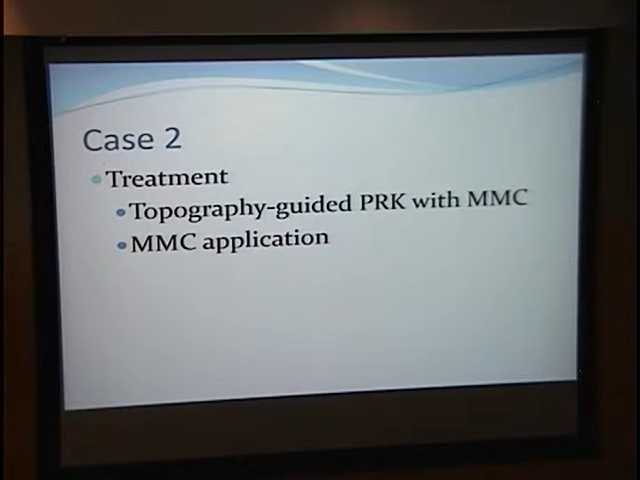 Case 2
Treatment
Topography-guided PRK with MMC
MMC application